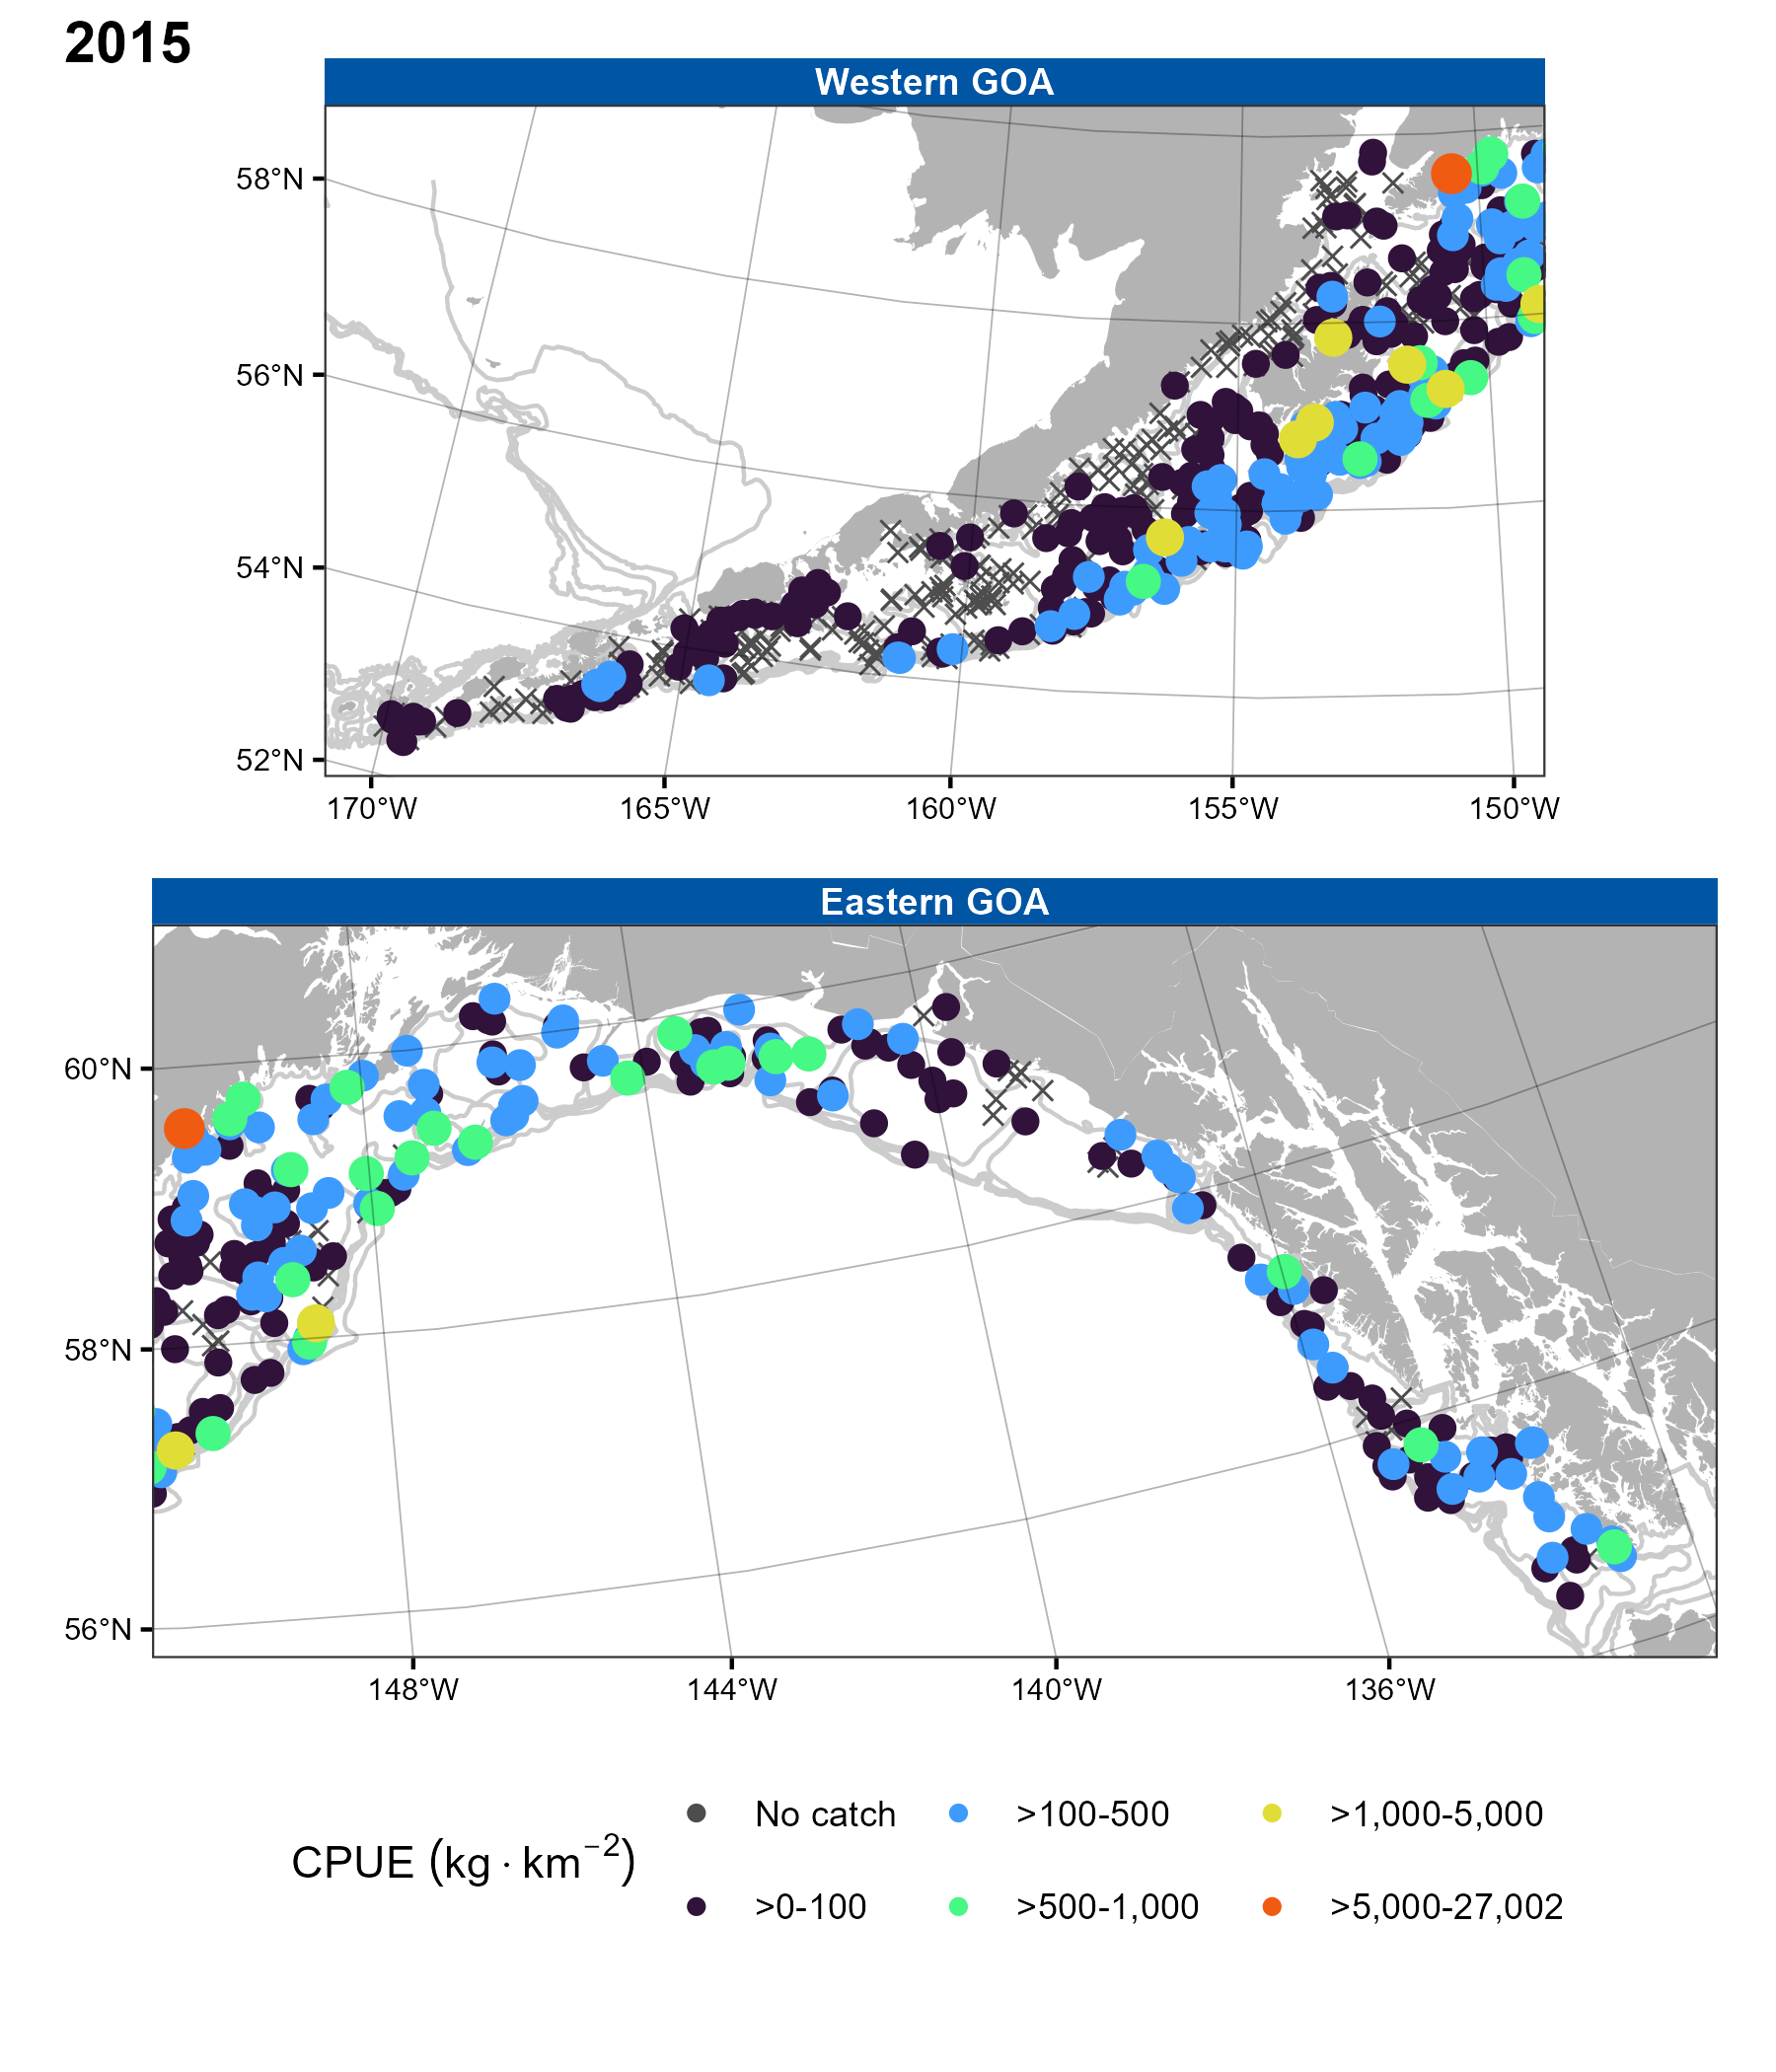 2015
Western GOA
58°N
56°N
54°N
52°N
170°W 165°W 160°W 155°W 150°W
Eastern GOA
60°N
58°N
56°N
148°W 144°W 140°W 136°W
No catch >100-500 >1,000-5,000
CPUE (kg·km⁻²)
>0-100 >500-1,000 >5,000-27,002